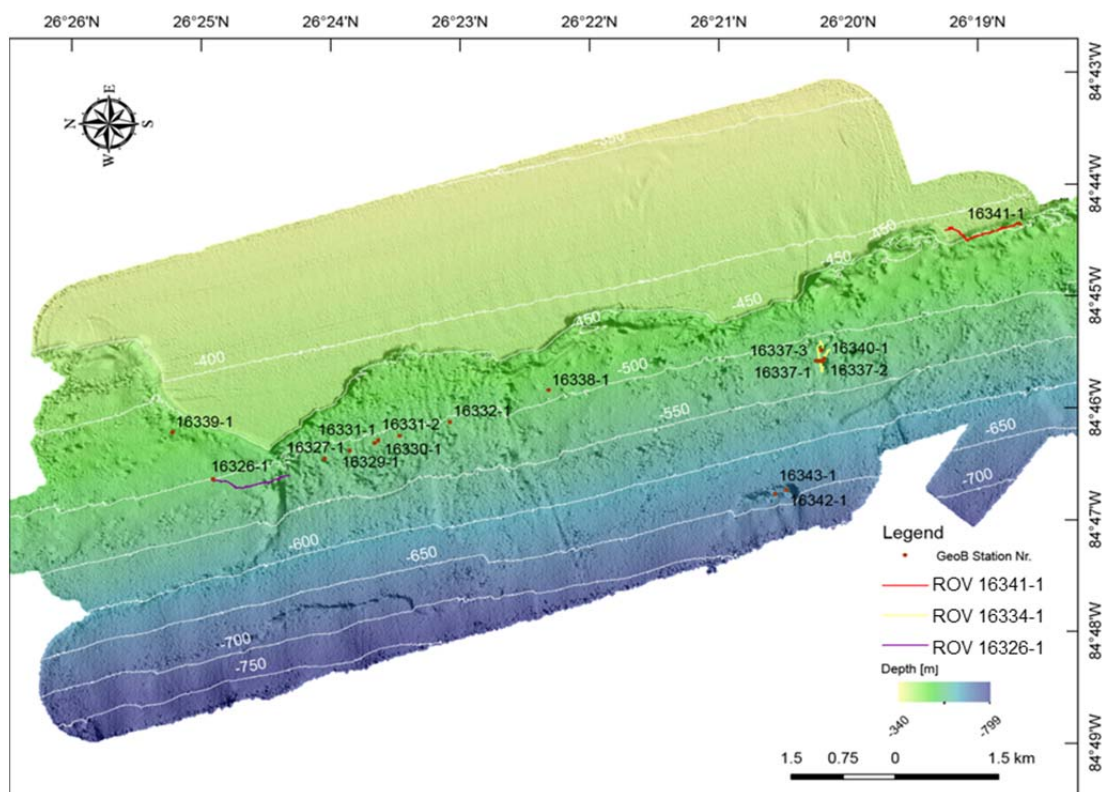 26°26'N 26°25'N 26°24'N 26°23'N 26°22'N 26°21'N 26°20'N 26°19'N
84°43'W
-350
E
N S
W
84°44'W
16341-1
-450
-450
84°45'W
-450
-450
-400
16337-3 16340-1
16337-1 16337-2
-500
16338-1
84°46'W
-550
16332-1
16339-1
16331-1 16331-2
-650
16327-1 16330-1
16329-1
16326-1
-700
16343-1
16342-1
84°47'W
-600
-650
Legend
GeoB Station Nr.
ROV 16341-1
ROV 16334-1
84°48'W
-700
ROV 16326-1
-750
Depth [m]
-340 -799
84°49'W
1.5 0.75 0 1.5 km